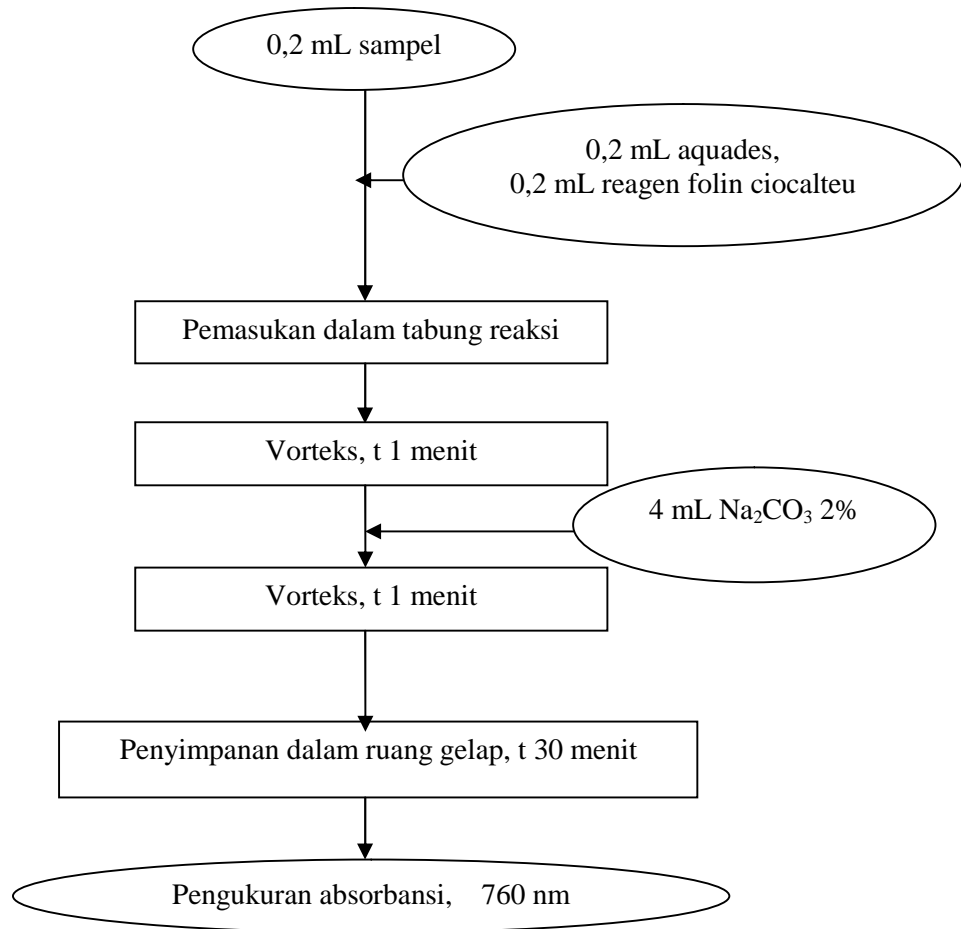 0,2 mL sampel
0,2 mL aquades,
0,2 mL reagen folin ciocalteu
Pemasukan dalam tabung reaksi
Vorteks, t 1 menit
4 mL Na₂CO₃ 2%
Vorteks, t 1 menit
Penyimpanan dalam ruang gelap, t 30 menit
Pengukuran absorbansi, 760 nm